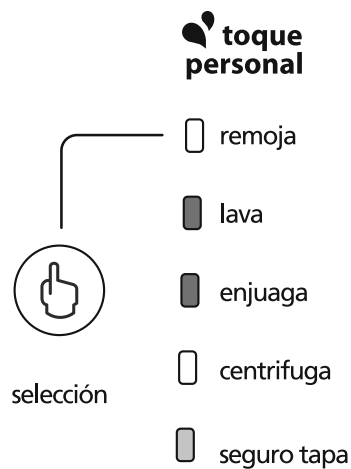 toque
personal
remoja
lava
enjuaga
centrifuga
selección
seguro tapa